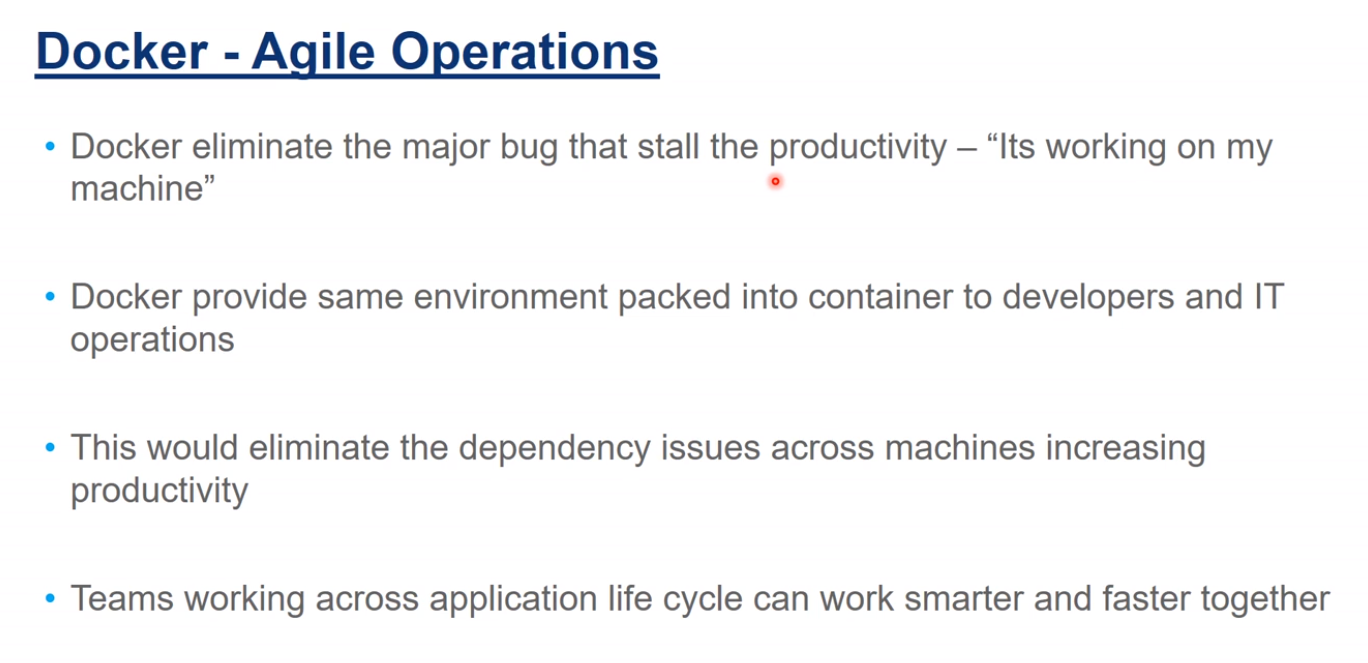 Docker - Agile Operations
• Docker eliminate the major bug that stall the productivity – “Its working on my
machine”
• Docker provide same environment packed into container to developers and IT
operations
• This would eliminate the dependency issues across machines increasing
productivity
• Teams working across application life cycle can work smarter and faster together